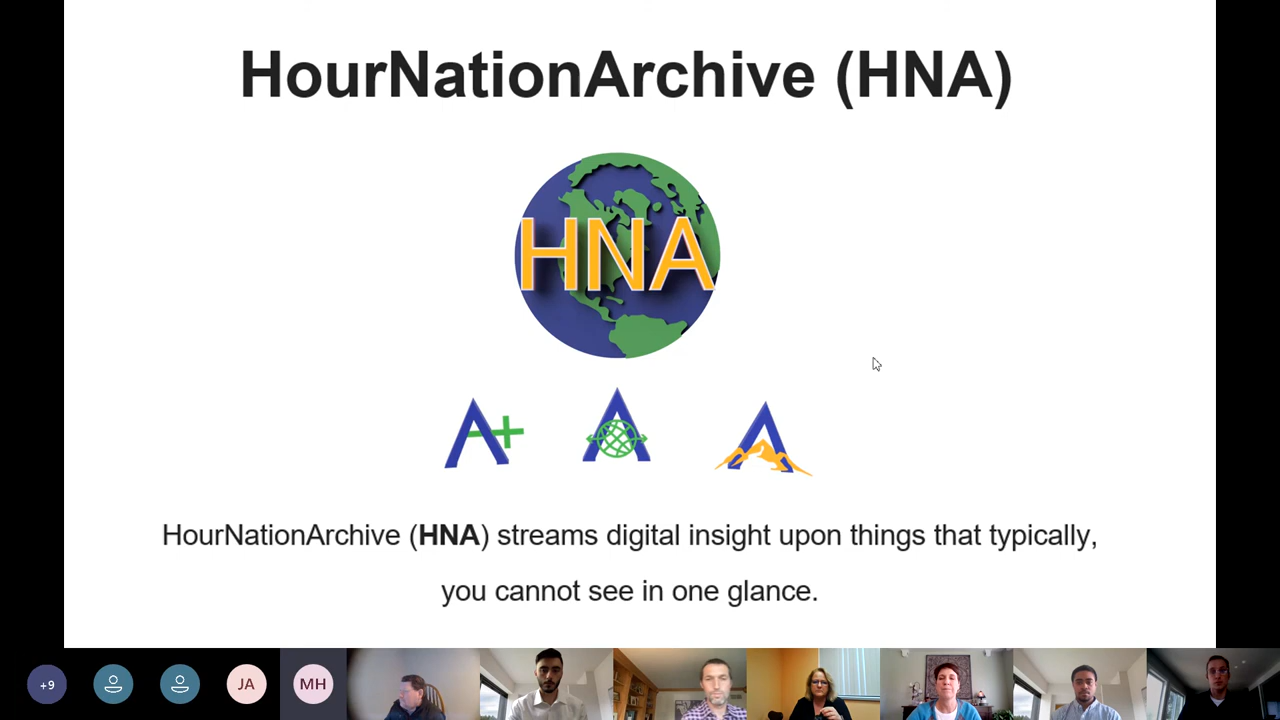 HourNationArchive (HNA)
HNA
A+
A
A
HourNationArchive (HNA) streams digital insight upon things that typically,
you cannot see in one glance.
+9
JA
MH